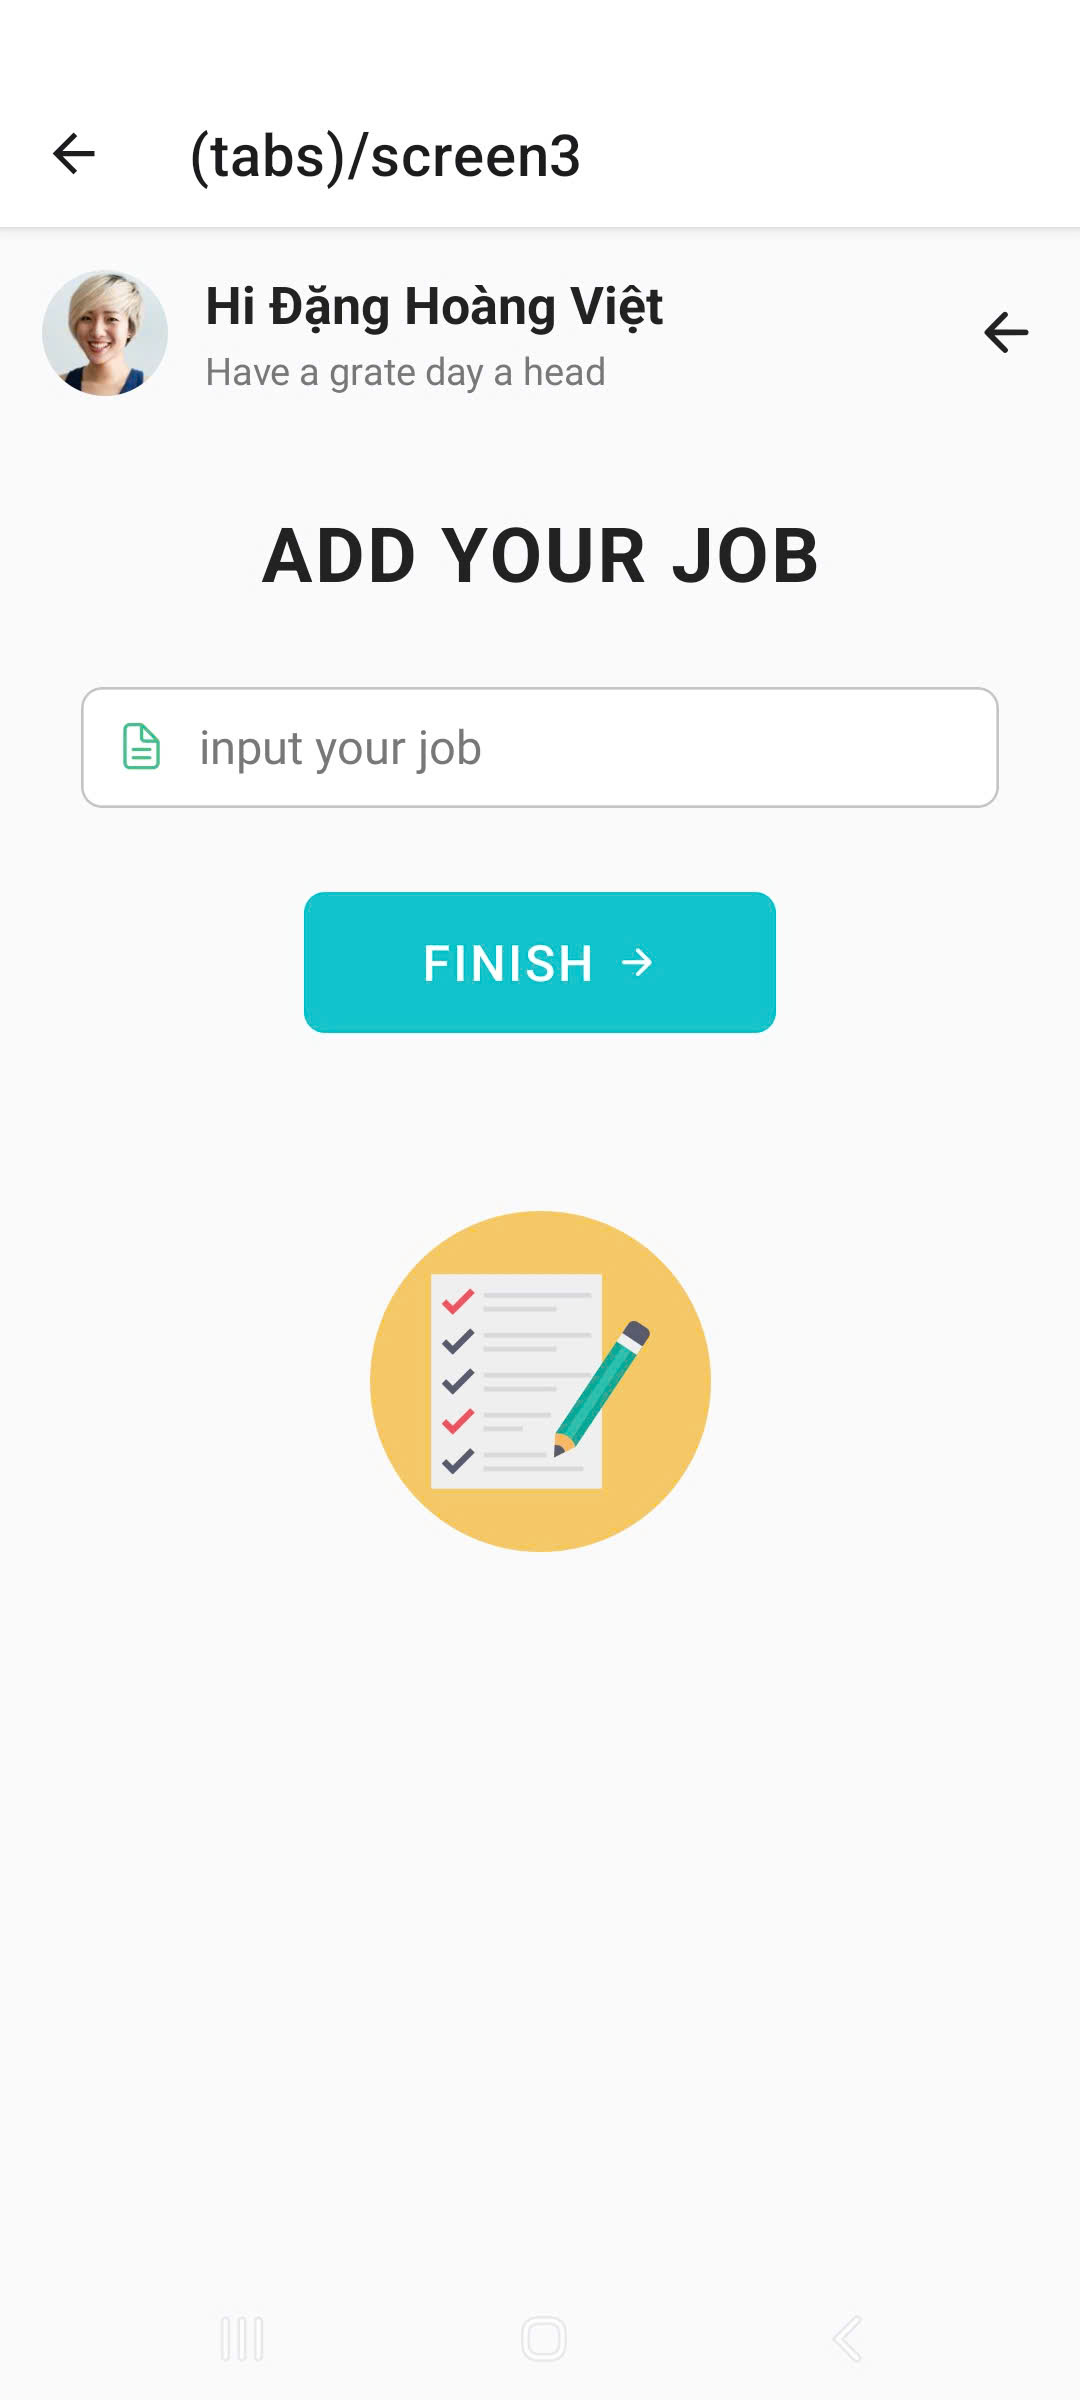 (tabs)/screen3
Hi Đặng Hoàng Việt
Have a grate day a head
ADD YOUR JOB
input your job
FINISH →